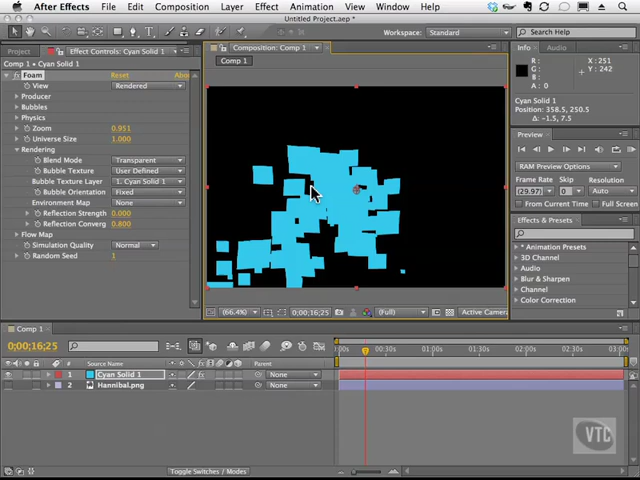 After Effects File Edit Composition Layer Effect Animation View Window
Untitled Project.aep *
Workspace: Standard
Search Help
Project Effect Controls: Cyan Solid 1
Comp 1 • Cyan Solid 1
Foam Reset Abou
View Rendered
Producer
Bubbles
Physics
Zoom 0.951
Universe Size 1.000
Rendering
Blend Mode Transparent
Bubble Texture User Defined
Bubble Texture Layer 1. Cyan Solid 1
Bubble Orientation Fixed
Environment Map None
Reflection Strength 0.000
Reflection Converg 0.800
Flow Map
Simulation Quality Normal
Random Seed 1
Composition: Comp 1
Comp 1
(66.4%) 0;00;16;25 (Full) Active Camera
Info Audio
R :
G :
B :
A : 0
X : 251
Y : 242
Position: 358.5, 250.5
Δ: -1.5, 7.5
Preview
RAM Preview Options
Frame Rate Skip Resolution
(29.97) 0 Auto
From Current Time Full Screen
Effects & Presets
* Animation Presets
3D Channel
Audio
Blur & Sharpen
Channel
Color Correction
Comp 1
0;00;16;25
:00s 00:30s 01:00s 01:30s 02:00s 02:30s 03:00s
# Source Name Parent
1 Cyan Solid 1 None
2 Hannibal.png None
VTC
Toggle Switches / Modes